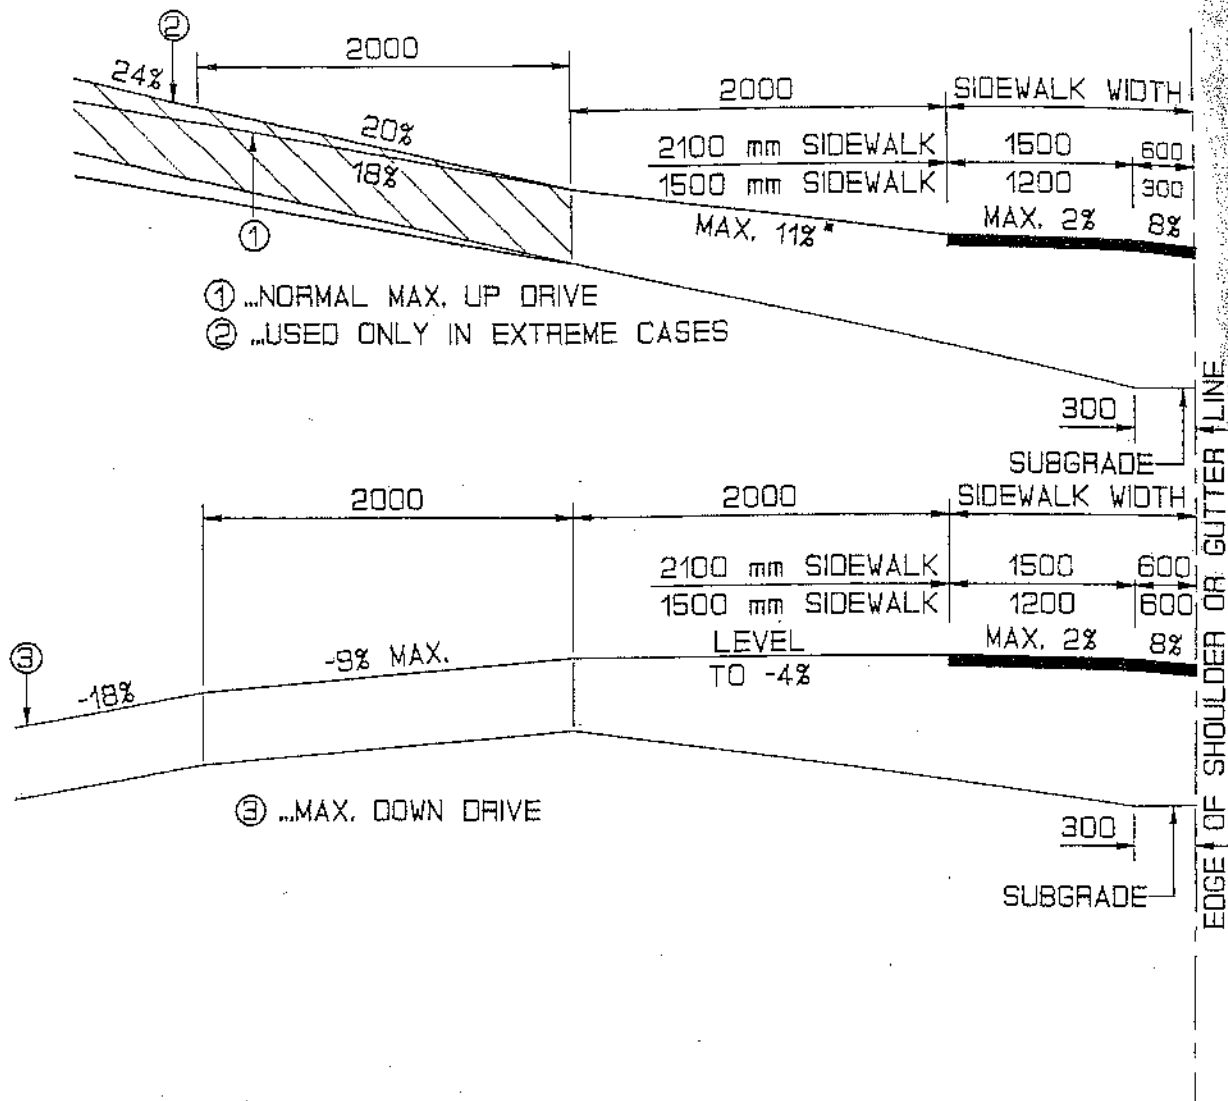 ②
2000
24%
2000
SIDEWALK WIDTH
20%
2100 mm SIDEWALK
1500
600
18%
1500 mm SIDEWALK
1200
300
MAX. 11%*
MAX. 2%
8%
①
① ...NORMAL MAX. UP DRIVE
② ...USED ONLY IN EXTREME CASES
300
SUBGRADE
2000
2000
SIDEWALK WIDTH
2100 mm SIDEWALK
1500
600
1500 mm SIDEWALK
1200
600
③
-9% MAX.
LEVEL
TO -4%
MAX. 2%
8%
-18%
③ ...MAX. DOWN DRIVE
300
SUBGRADE
EDGE OF SHOULDER OR GUTTER LINE